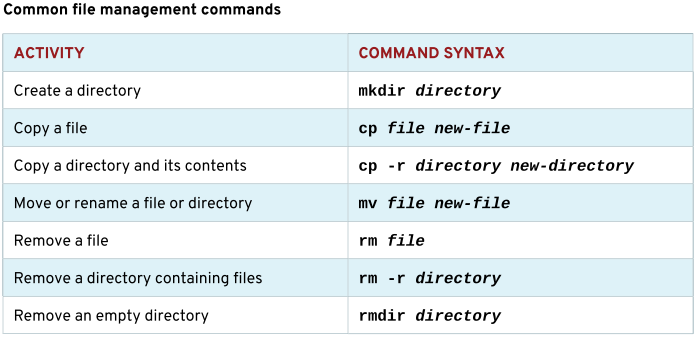 Common file management commands
ACTIVITY COMMAND SYNTAX
Create a directory mkdir directory
Copy a file cp file new-file
Copy a directory and its contents cp -r directory new-directory
Move or rename a file or directory mv file new-file
Remove a file rm file
Remove a directory containing files rm -r directory
Remove an empty directory rmdir directory